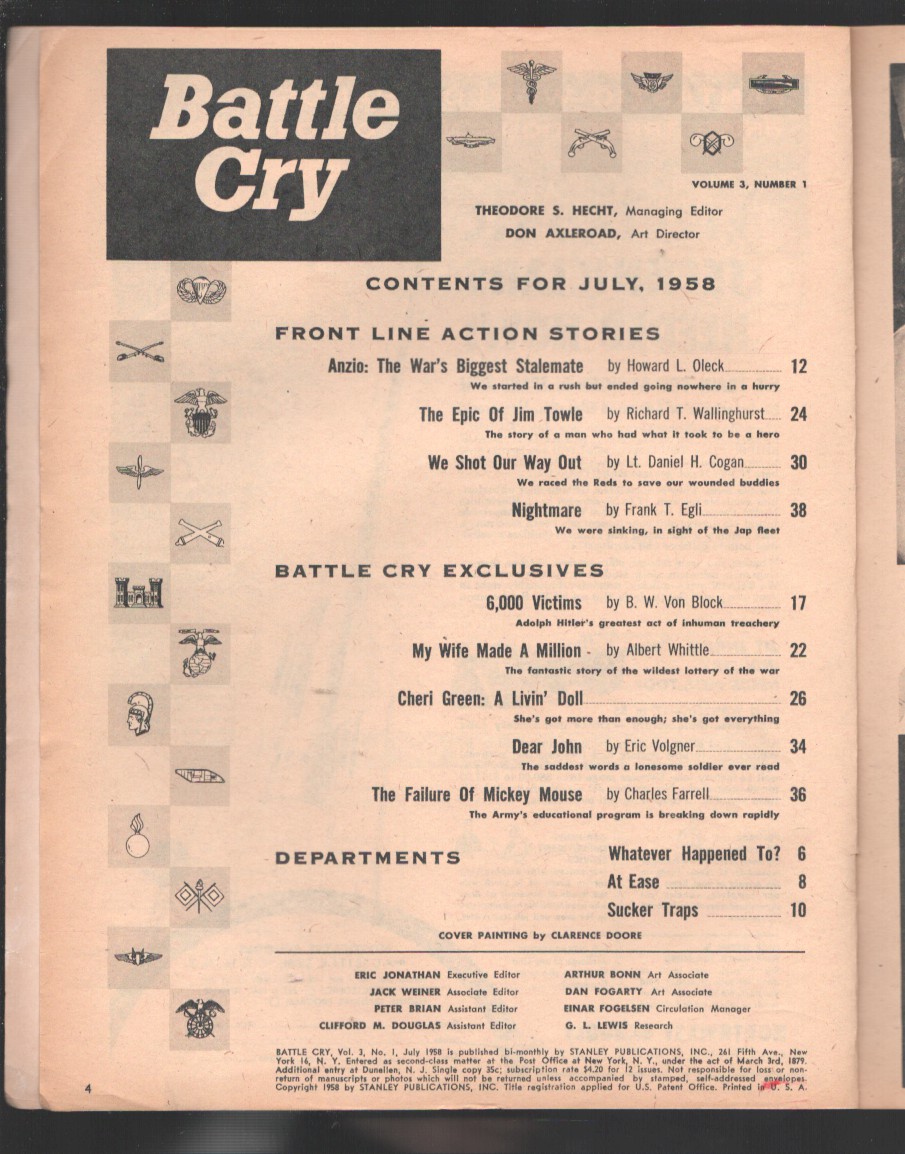 Battle
Cry
VOLUME 3, NUMBER 1
THEODORE S. HECHT, Managing Editor
DON AXLEROAD, Art Director
CONTENTS FOR JULY, 1958
FRONT LINE ACTION STORIES
Anzio: The War's Biggest Stalemate by Howard L. Oleck 12
We started in a rush but ended going nowhere in a hurry
The Epic Of Jim Towle by Richard T. Wallinghurst 24
The story of a man who had what it took to be a hero
We Shot Our Way Out by Lt. Daniel H. Cogan 30
We raced the Reds to save our wounded buddies
Nightmare by Frank T. Egli 38
We were sinking, in sight of the Jap fleet
BATTLE CRY EXCLUSIVES
6,000 Victims by B. W. Von Block 17
Adolph Hitler's greatest act of inhuman treachery
My Wife Made A Million - by Albert Whittle 22
The fantastic story of the wildest lottery of the war
Cheri Green: A Livin' Doll 26
She's got more than enough; she's got everything
Dear John by Eric Volgner 34
The saddest words a lonesome soldier ever read
The Failure Of Mickey Mouse by Charles Farrell 36
The Army's educational program is breaking down rapidly
DEPARTMENTS
Whatever Happened To? 6
At Ease 8
Sucker Traps 10
COVER PAINTING by CLARENCE DOORE
ERIC JONATHAN Executive Editor
JACK WEINER Associate Editor
PETER BRIAN Assistant Editor
CLIFFORD M. DOUGLAS Assistant Editor
ARTHUR BONN Art Associate
DAN FOGARTY Art Associate
EINAR FOGELSEN Circulation Manager
G. L. LEWIS Research
BATTLE CRY, Vol. 3, No. 1, July 1958 is published bi-monthly by STANLEY PUBLICATIONS, INC., 261 Fifth Ave., New
York 16, N. Y. Entered as second-class matter at the Post Office at New York, N. Y., under the act of March 3rd, 1879.
Additional entry at Dunellen, N. J. Single copy 35c; subscription rate $4.20 for 12 issues. Not responsible for loss or non-
return of manuscripts or photos which will not be returned unless accompanied by stamped, self-addressed envelopes.
Copyright 1958 by STANLEY PUBLICATIONS, INC. Title registration applied for U.S. Patent Office. Printed in U. S. A.
4